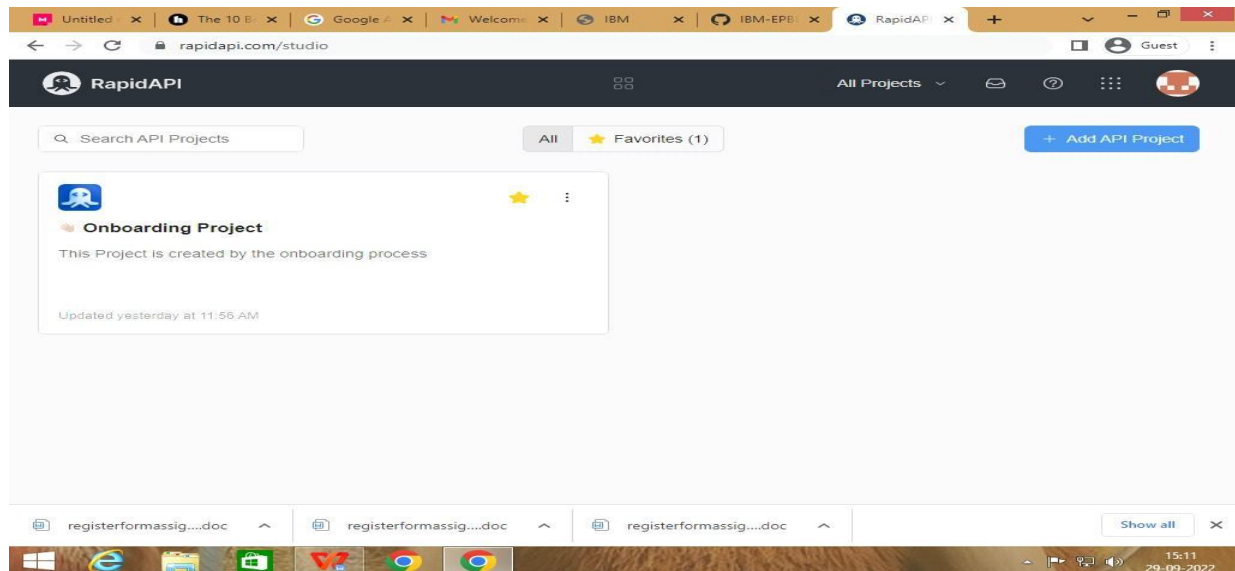 Untitled
The 10 B
Google A
Welcome
IBM
IBM-EPBL
RapidAPI
rapidapi.com/studio
Guest
RapidAPI
All Projects
Search API Projects
All
Favorites (1)
+ Add API Project
Onboarding Project
This Project is created by the onboarding process
Updated yesterday at 11:56 AM
registerformassig....doc
registerformassig....doc
registerformassig....doc
Show all
15:11
29-09-2022